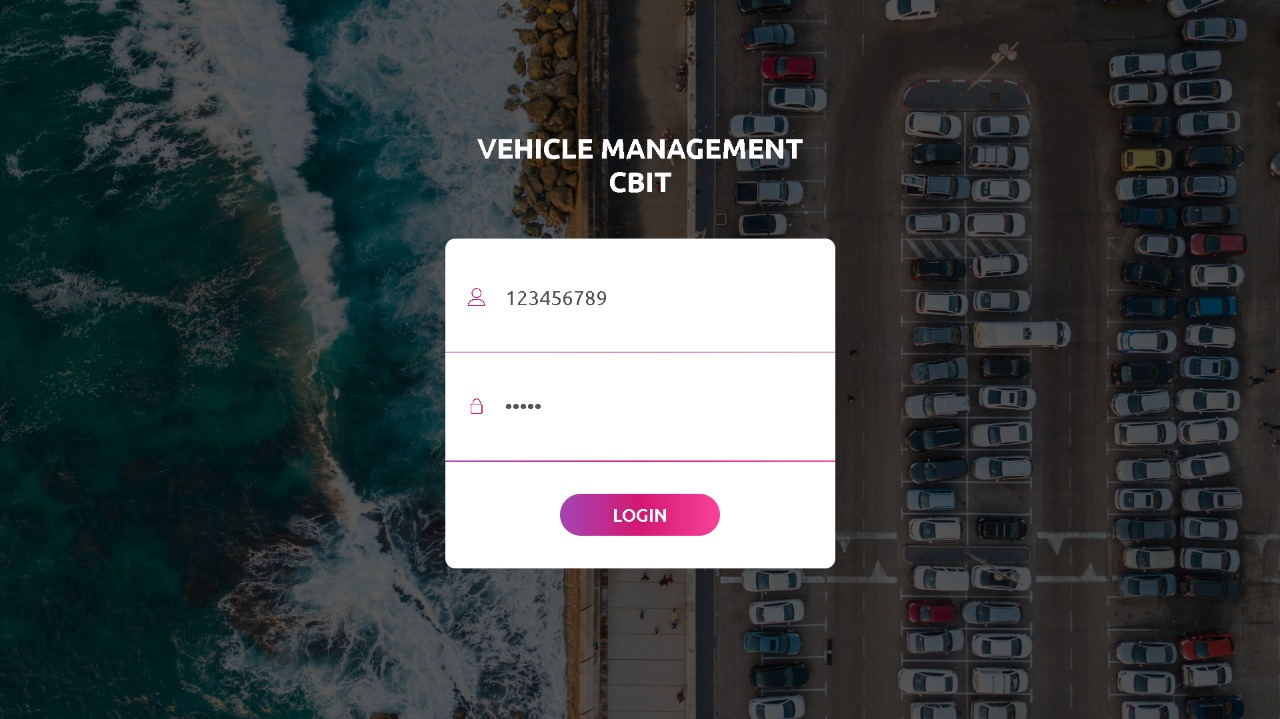 VEHICLE MANAGEMENT
CBIT
123456789
•••••
LOGIN